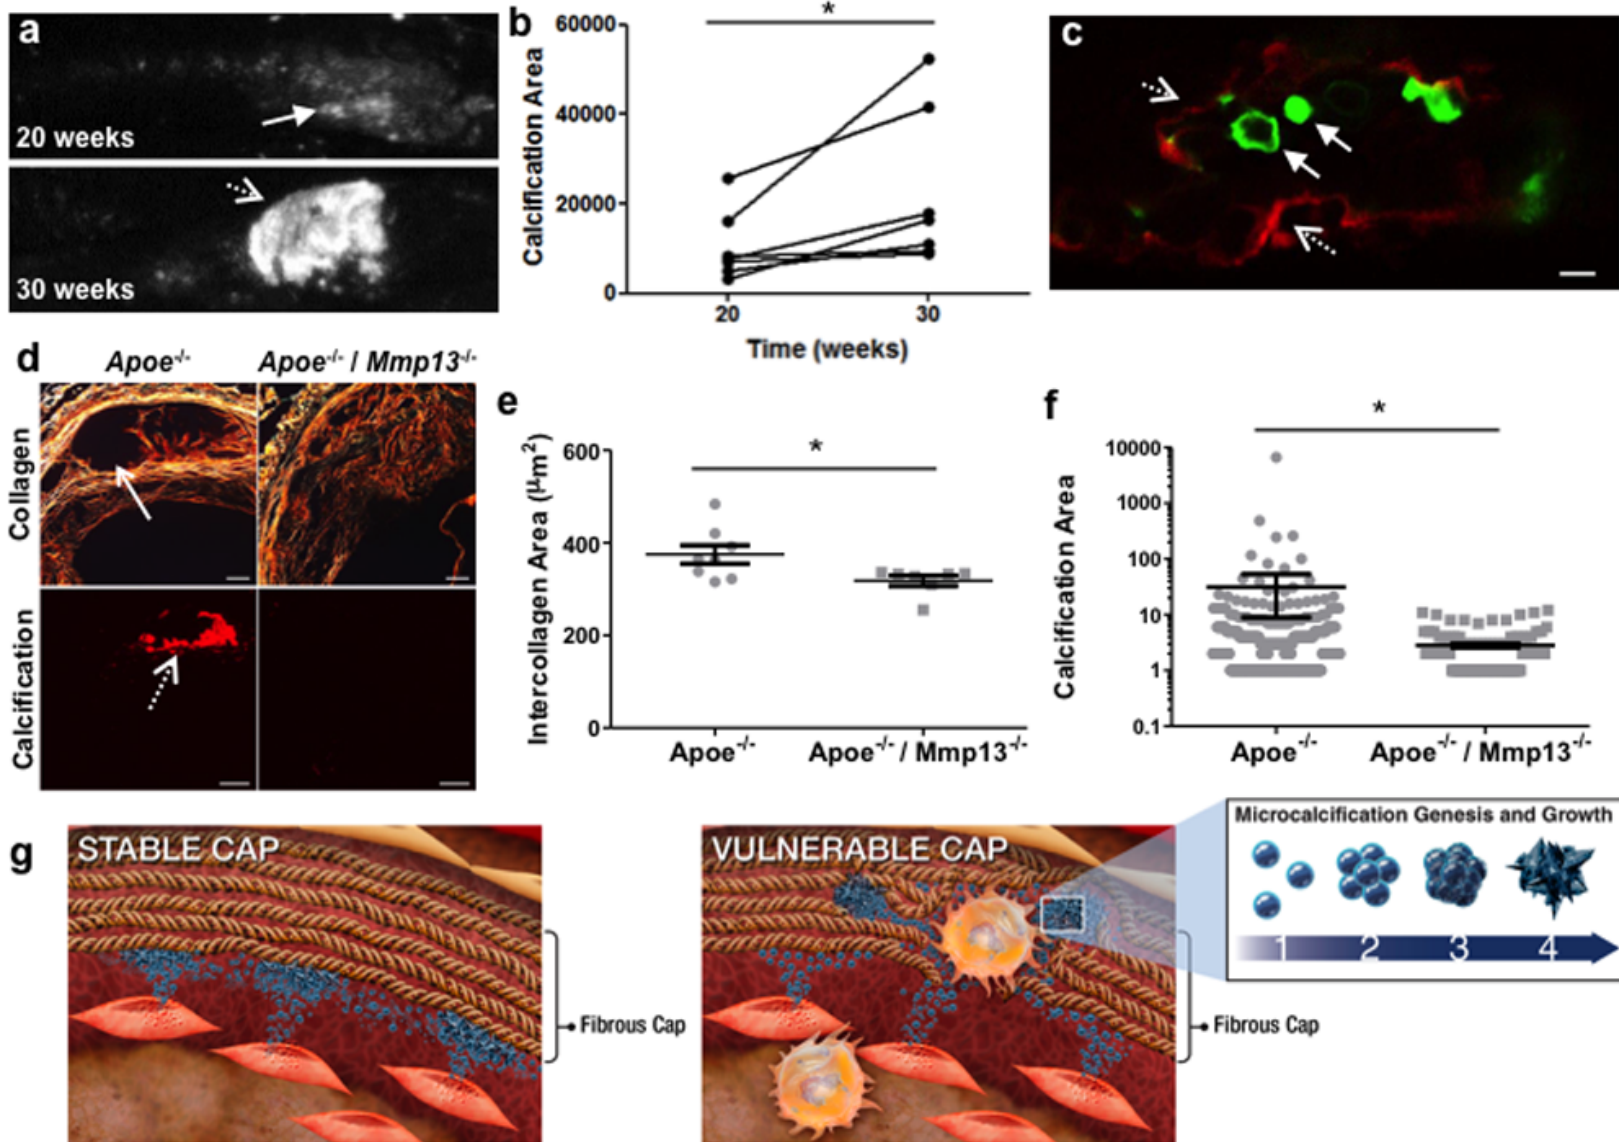 a
20 weeks
30 weeks
b
*
Calcification Area
60000
40000
20000
0
20
30
Time (weeks)
c
d
Apoe-/-
Apoe-/- / Mmp13-/-
Collagen
Calcification
e
*
Intercollagen Area (µm2)
600
400
200
0
Apoe-/-
Apoe-/- / Mmp13-/-
f
*
Calcification Area
10000
1000
100
10
1
0.1
Apoe-/-
Apoe-/- / Mmp13-/-
g
STABLE CAP
Fibrous Cap
VULNERABLE CAP
Fibrous Cap
Microcalcification Genesis and Growth
1 2 3 4